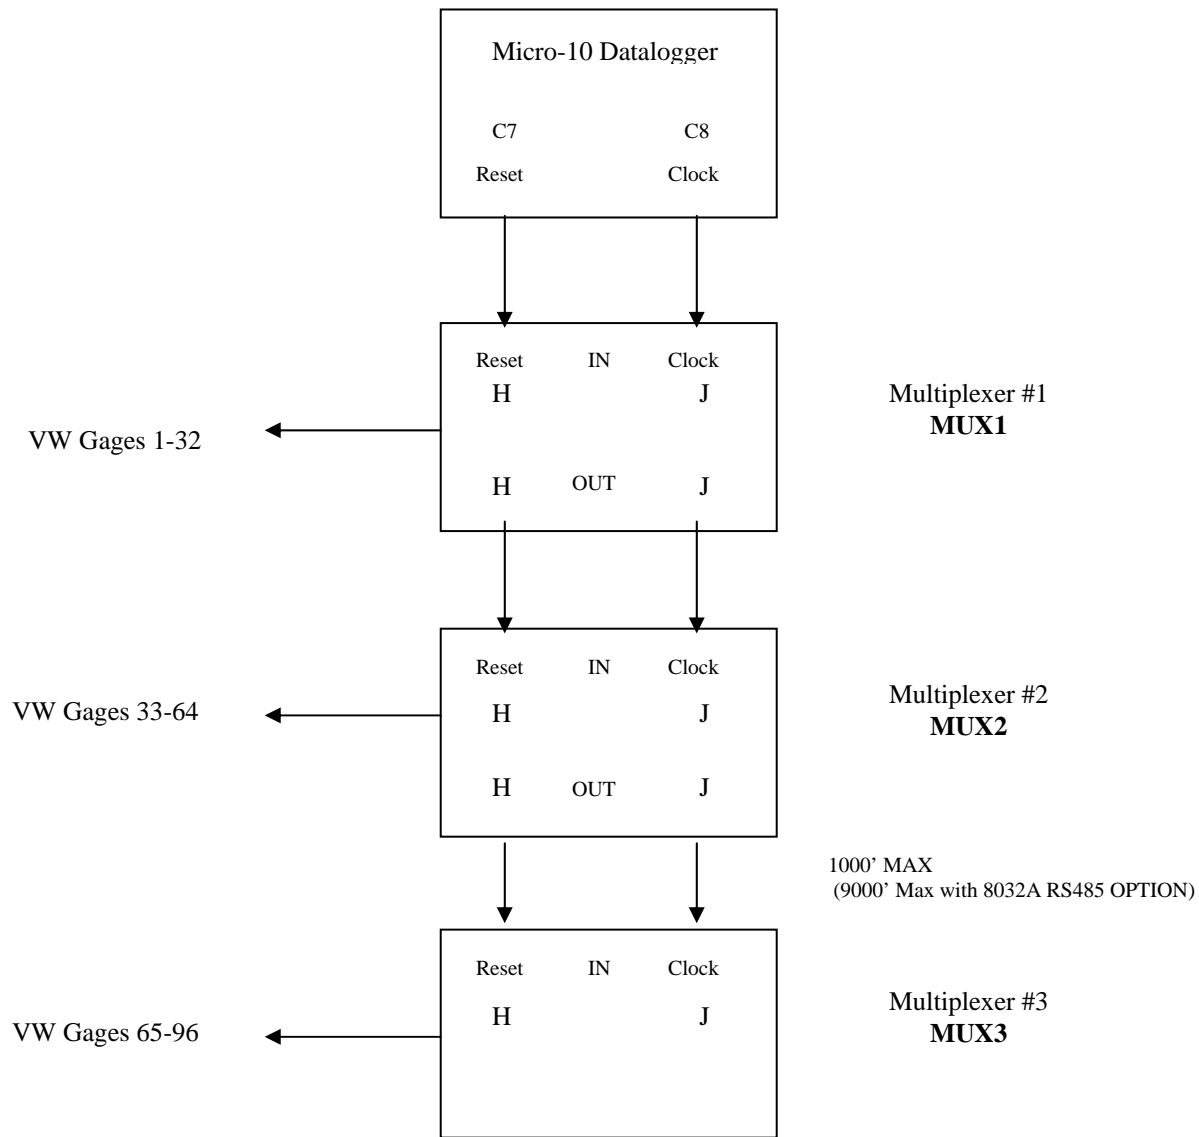 Micro-10 Datalogger
C7 C8
Reset Clock
Reset IN Clock
H J
Multiplexer #1
MUX1
VW Gages 1-32
H OUT J
Reset IN Clock
VW Gages 33-64
H J
Multiplexer #2
MUX2
H OUT J
1000’ MAX
(9000’ Max with 8032A RS485 OPTION)
Reset IN Clock
H J
Multiplexer #3
MUX3
VW Gages 65-96